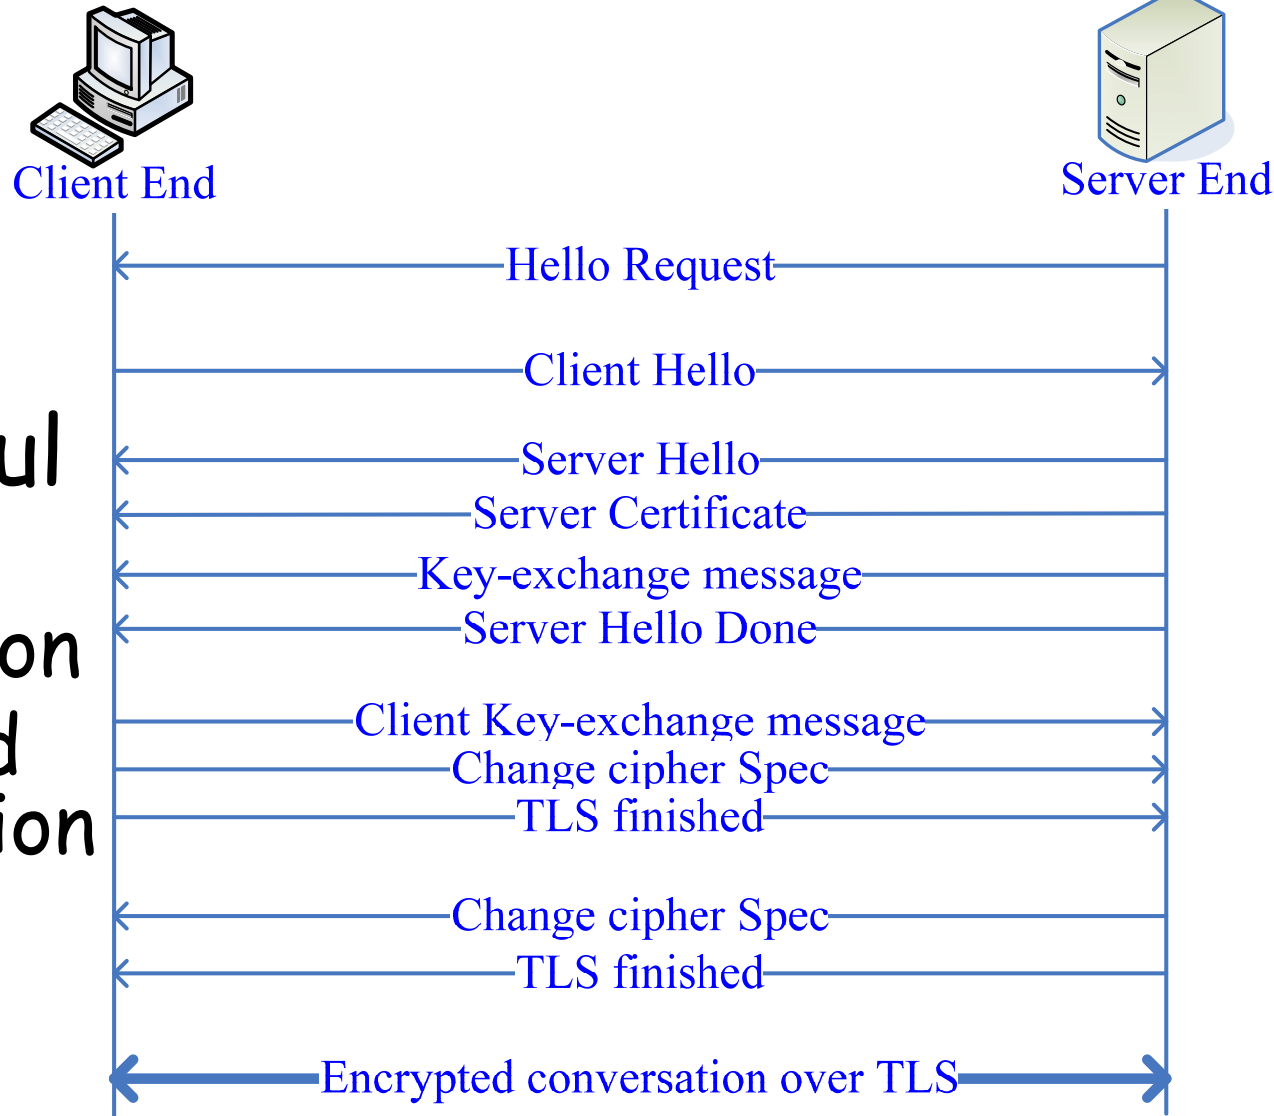 Client End
Server End
Hello Request
Client Hello
Server Hello
Server Certificate
Key-exchange message
Server Hello Done
Client Key-exchange message
Change cipher Spec
TLS finished
Change cipher Spec
TLS finished
Encrypted conversation over TLS
ul
on
d
ion